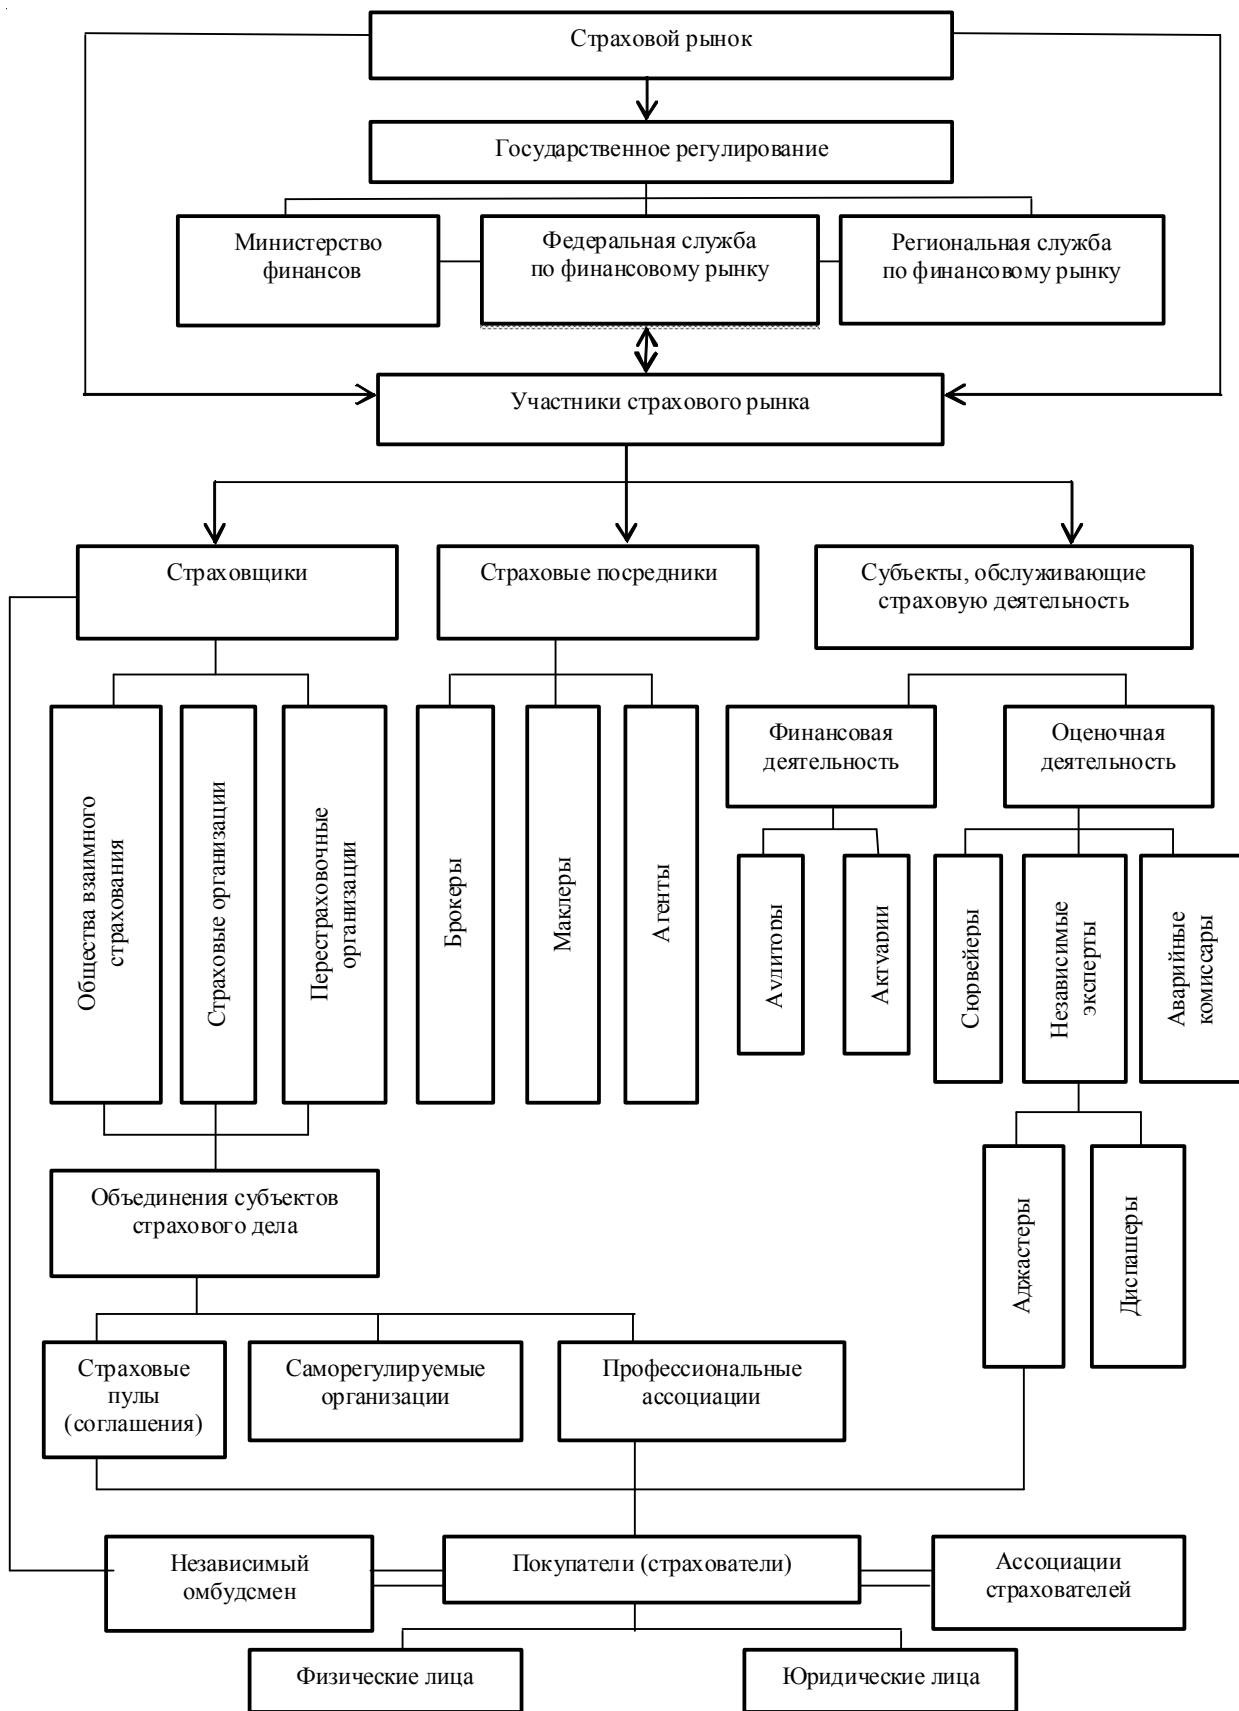 Страховой рынок
Государственное регулирование
Министерство
финансов
Федеральная служба
по финансовому рынку
Региональная служба
по финансовому рынку
Участники страхового рынка
Страховщики
Страховые посредники
Субъекты, обслуживающие
страховую деятельность
Общества взаимного
страхования
Страховые организации
Перестраховочные
организации
Брокеры
Маклеры
Агенты
Финансовая
деятельность
Оценочная
деятельность
Аудиторы
Актуарии
Сюрвейеры
Независимые
эксперты
Аварийные
комиссары
Объединения субъектов
страхового дела
Аджастеры
Диспашеры
Страховые
пулы
(соглашения)
Саморегулируемые
организации
Профессиональные
ассоциации
Независимый
омбудсмен
Покупатели (страхователи)
Ассоциации
страхователей
Физические лица
Юридические лица